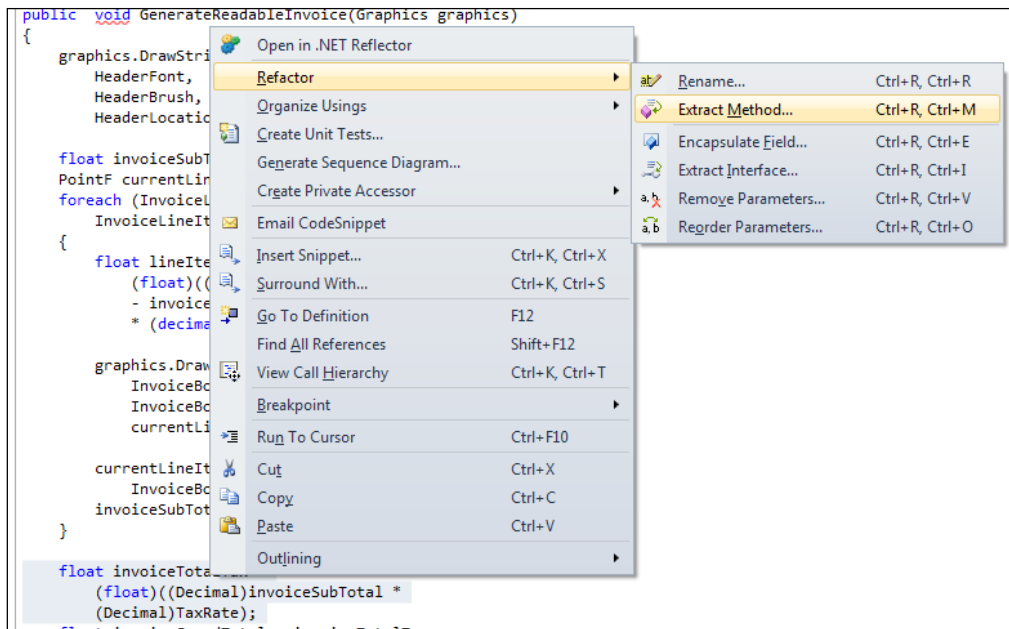 public void GenerateReadableInvoice(Graphics graphics)
{
graphics.DrawStri
HeaderFont,
HeaderBrush,
HeaderLocatio
float invoiceSubT
PointF currentLin
foreach (InvoiceL
InvoiceLineIt
{
float lineIte
(float)((
- invoice
* (decima
graphics.Draw
InvoiceBo
InvoiceBo
currentLi
currentLineIt
InvoiceBo
invoiceSubTot
}
float invoiceTotalTax =
(float)((Decimal)invoiceSubTotal *
(Decimal)TaxRate);
Open in .NET Reflector
Refactor
Organize Usings
Create Unit Tests...
Generate Sequence Diagram...
Create Private Accessor
Email CodeSnippet
Insert Snippet... Ctrl+K, Ctrl+X
Surround With... Ctrl+K, Ctrl+S
Go To Definition F12
Find All References Shift+F12
View Call Hierarchy Ctrl+K, Ctrl+T
Breakpoint
Run To Cursor Ctrl+F10
Cut Ctrl+X
Copy Ctrl+C
Paste Ctrl+V
Outlining
Rename... Ctrl+R, Ctrl+R
Extract Method... Ctrl+R, Ctrl+M
Encapsulate Field... Ctrl+R, Ctrl+E
Extract Interface... Ctrl+R, Ctrl+I
Remove Parameters... Ctrl+R, Ctrl+V
Reorder Parameters... Ctrl+R, Ctrl+O